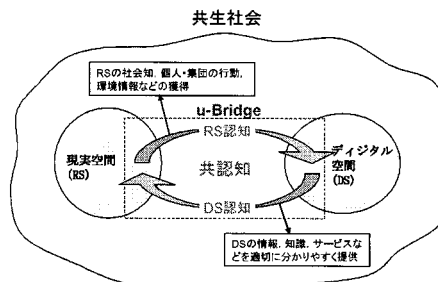 共生社会
RSの社会知, 個人・集団の行動,
環境情報などの獲得
u-Bridge
RS認知
現実空間
(RS)
共認知
ディジタル
空間
(DS)
DS認知
DSの情報, 知識, サービスな
どを適切に分かりやすく提供